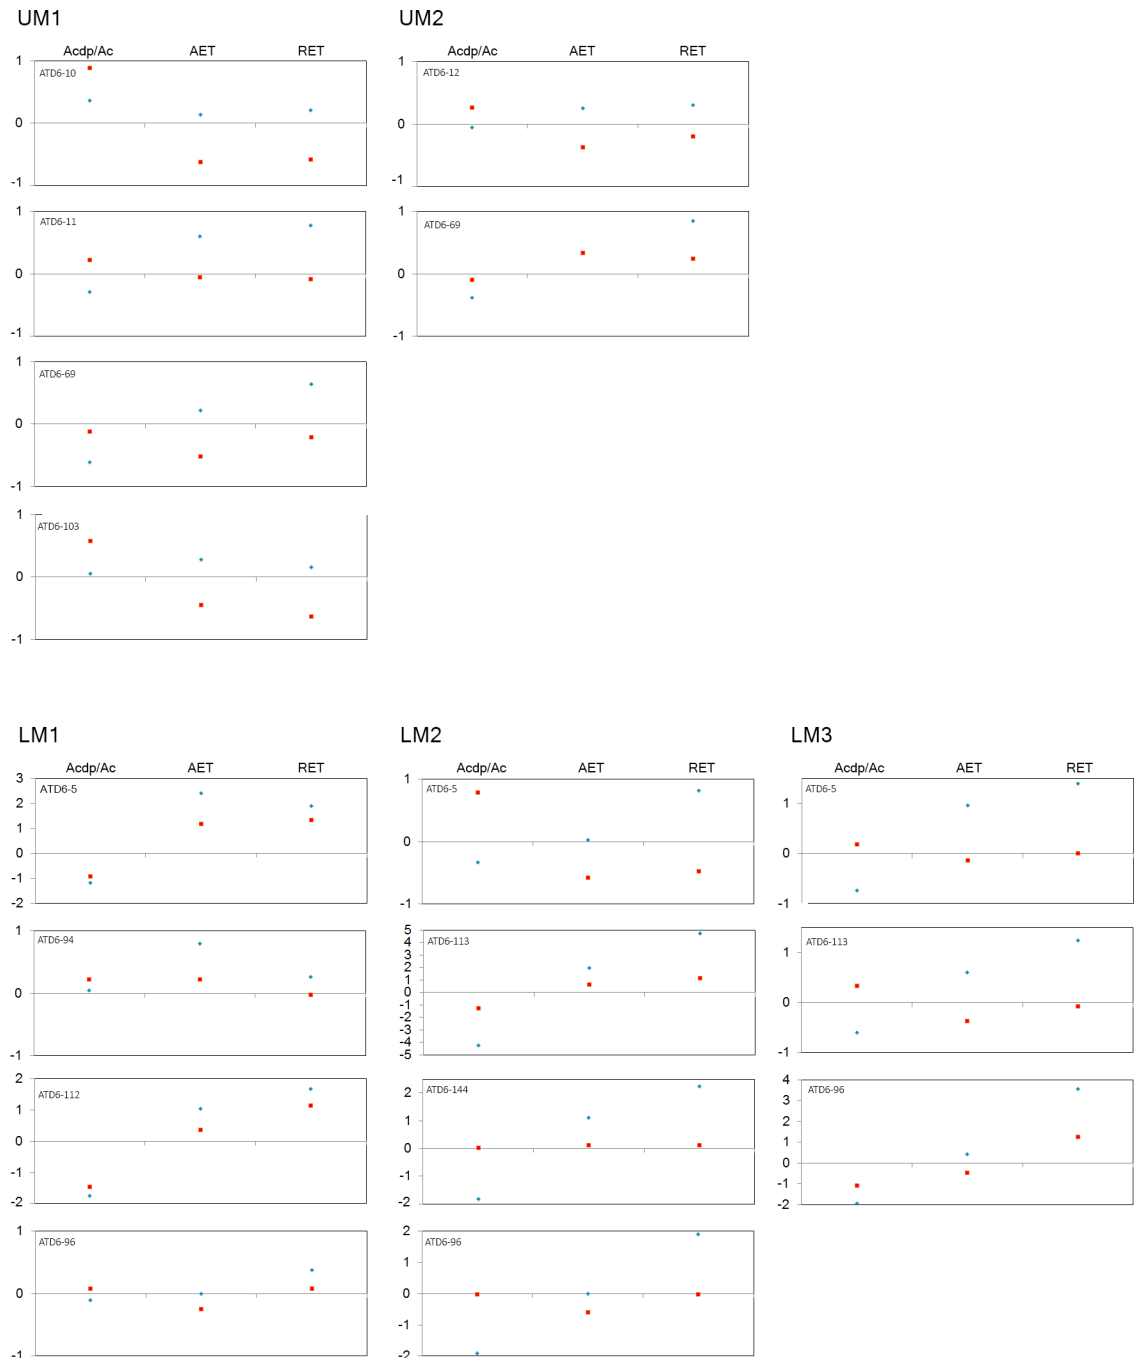 UM1 UM2
Acdp/Ac AET RET Acdp/Ac AET RET
1 ATD6-10 0 -1
1 ATD6-12 0 -1
1 ATD6-11 0 -1
1 ATD6-69 0 -1
1 ATD6-69 0 -1
1 ATD6-103 0 -1
LM1 LM2 LM3
Acdp/Ac AET RET Acdp/Ac AET RET Acdp/Ac AET RET
3 ATD6-5 2 1 0 -1 -2
1 ATD6-5 0 -1
ATD6-5 1 0 -1
1 ATD6-94 0 -1
5 ATD6-113 4 3 2 1 0 -1 -2 -3 -4 -5
ATD6-113 1 0 -1
2 ATD6-112 1 0 -1 -2
ATD6-144 2 1 0 -1 -2
4 ATD6-96 3 2 1 0 -1 -2
1 ATD6-96 0 -1
2 ATD6-96 1 0 -1 -2